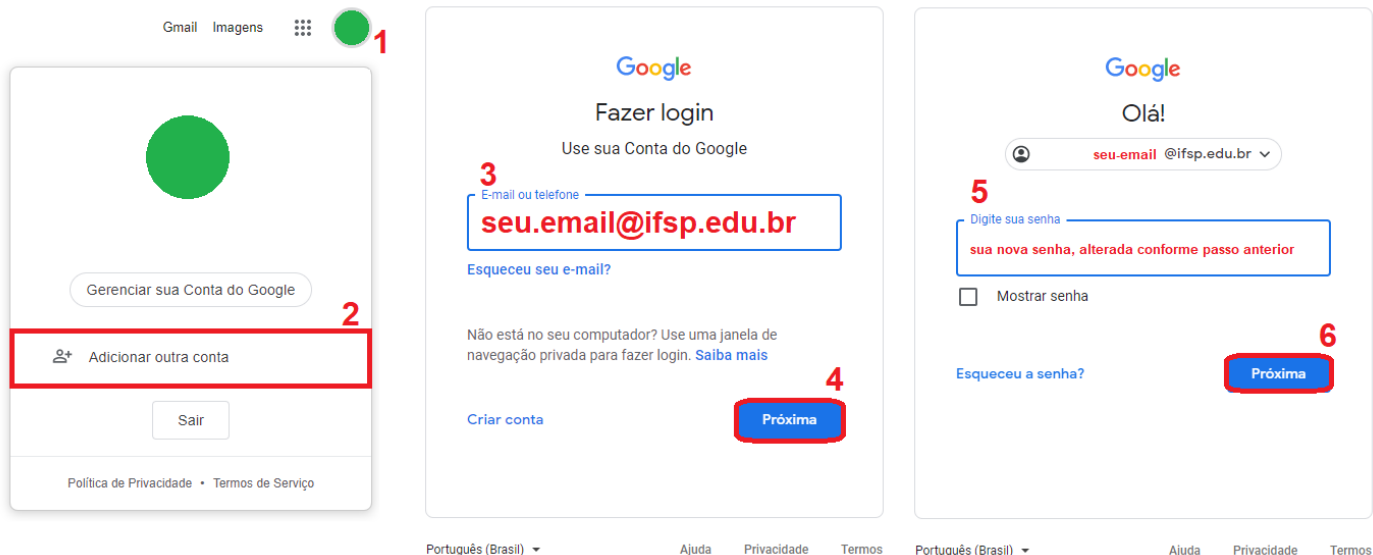 Gmail Imagens
1
Gerenciar sua Conta do Google
2
Adicionar outra conta
Sair
Política de Privacidade • Termos de Serviço
Google
Fazer login
Use sua Conta do Google
3
E-mail ou telefone
seu.email@ifsp.edu.br
Esqueceu seu e-mail?
Não está no seu computador? Use uma janela de
navegação privada para fazer login. Saiba mais
4
Criar conta
Próxima
Português (Brasil)
Ajuda Privacidade Termos
Google
Olá!
seu-email @ifsp.edu.br
5
Digite sua senha
sua nova senha, alterada conforme passo anterior
Mostrar senha
6
Esqueceu a senha?
Próxima
Português (Brasil)
Ajuda Privacidade Termos